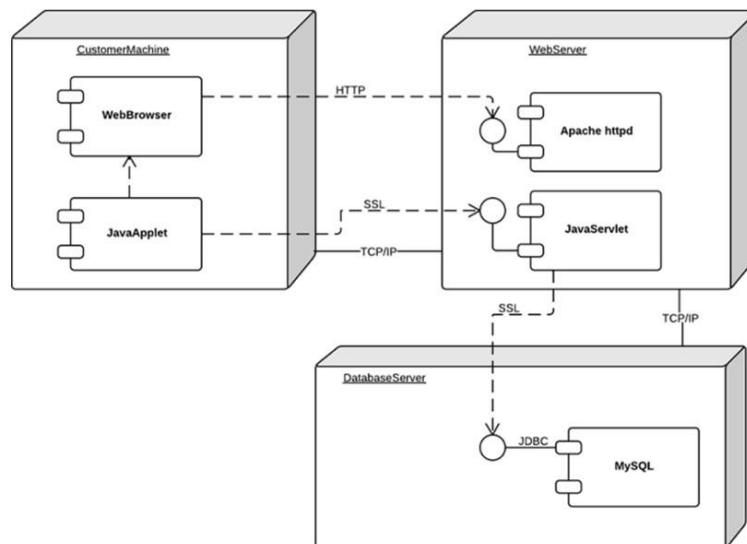 CustomerMachine
WebServer
WebBrowser
HTTP
Apache httpd
JavaApplet
SSL
JavaServlet
TCP/IP
SSL
TCP/IP
DatabaseServer
JDBC
MySQL